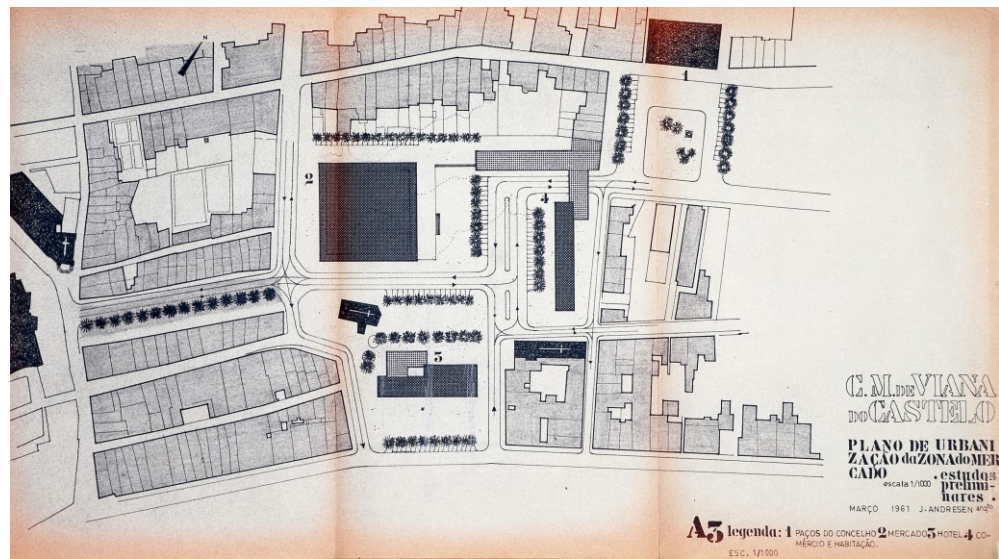 N
1
2
4
3
C. M. DE VIANA
DO CASTELO
PLANO DE URBANI
ZAÇÃO da ZONA do MER
CADO . estudos
escala 1/1000 prelimi-
nares .
MARÇO 1961 J. ANDRESEN arqto
A3 legenda: 1 PAÇOS DO CONCELHO 2 MERCADO 3 HOTEL 4 CO-
MÉRCIO E HABITAÇÃO.
ESC. 1/1000